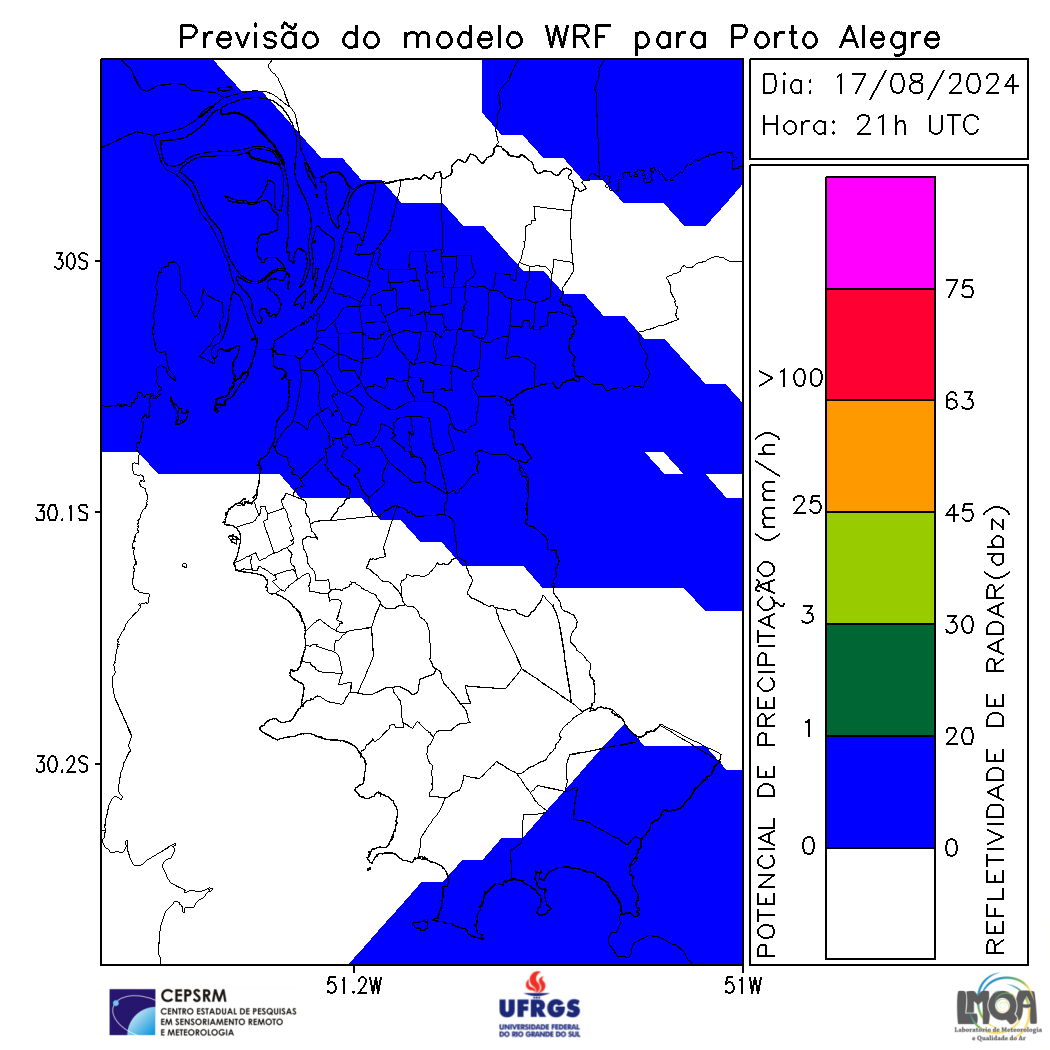 Previsão do modelo WRF para Porto Alegre
Dia: 17/08/2024
Hora: 21h UTC
30S
30.1S
30.2S
51.2W
51W
POTENCIAL DE PRECIPITAÇÃO (mm/h)
>100
25
3
1
0
75
63
45
30
20
0
REFLETIVIDADE DE RADAR(dbz)
CEPSRM
CENTRO ESTADUAL DE PESQUISAS
EM SENSORIAMENTO REMOTO
E METEOROLOGIA
UFRGS
UNIVERSIDADE FEDERAL
DO RIO GRANDE DO SUL
LMQA
Laboratório de Meteorologia
e Qualidade do Ar